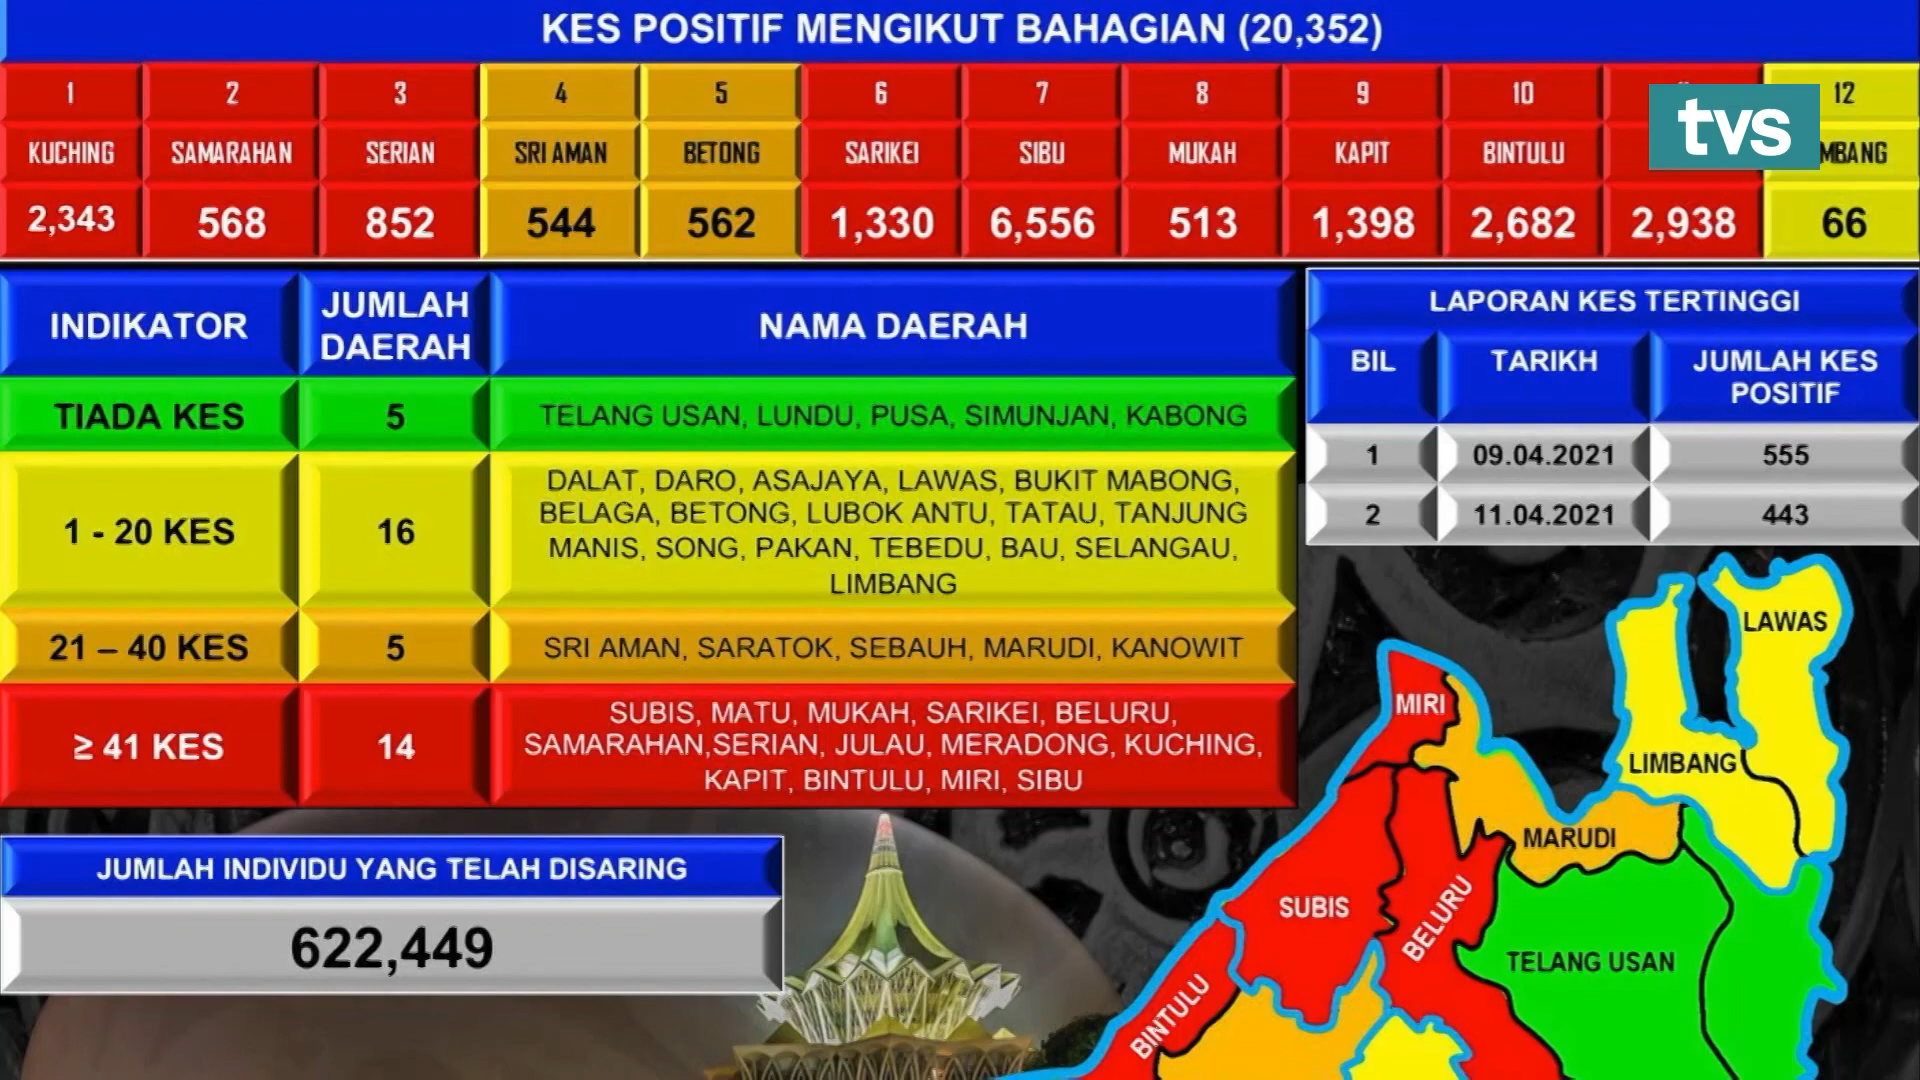 KES POSITIF MENGIKUT BAHAGIAN (20,352)
1 2 3 4 5 6 7 8 9 10 12
KUCHING SAMARAHAN SERIAN SRI AMAN BETONG SARIKEI SIBU MUKAH KAPIT BINTULU MBANG
tvs
2,343 568 852 544 562 1,330 6,556 513 1,398 2,682 2,938 66
INDIKATOR
JUMLAH
DAERAH
NAMA DAERAH
TIADA KES
5
TELANG USAN, LUNDU, PUSA, SIMUNJAN, KABONG
1 - 20 KES
16
DALAT, DARO, ASAJAYA, LAWAS, BUKIT MABONG,
BELAGA, BETONG, LUBOK ANTU, TATAU, TANJUNG
MANIS, SONG, PAKAN, TEBEDU, BAU, SELANGAU,
LIMBANG
21 – 40 KES
5
SRI AMAN, SARATOK, SEBAUH, MARUDI, KANOWIT
≥ 41 KES
14
SUBIS, MATU, MUKAH, SARIKEI, BELURU,
SAMARAHAN,SERIAN, JULAU, MERADONG, KUCHING,
KAPIT, BINTULU, MIRI, SIBU
LAPORAN KES TERTINGGI
BIL
TARIKH
JUMLAH KES
POSITIF
1 09.04.2021 555
2 11.04.2021 443
JUMLAH INDIVIDU YANG TELAH DISARING
622,449
LAWAS
MIRI
LIMBANG
MARUDI
SUBIS
BELURU
TELANG USAN
BINTULU